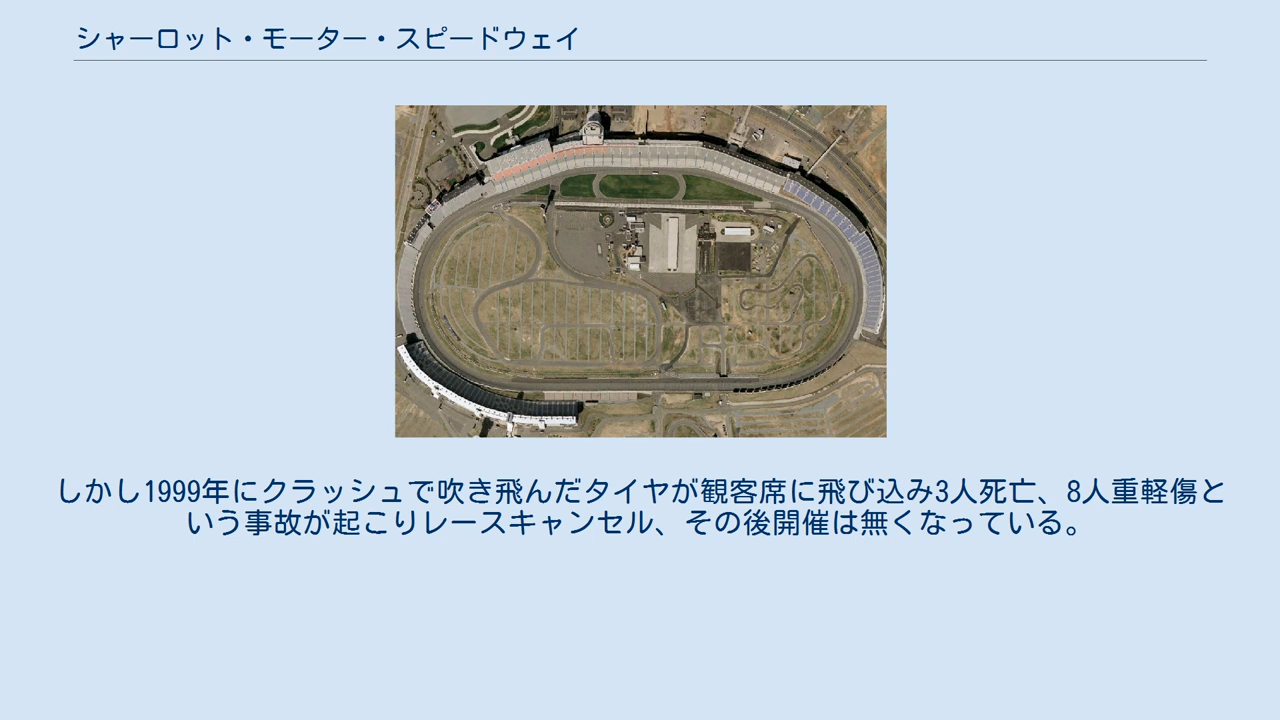 シャーロット・モーター・スピードウェイ
しかし1999年にクラッシュで吹き飛んだタイヤが観客席に飛び込み3人死亡、8人重軽傷と
いう事故が起こりレースキャンセル、その後開催は無くなっている。